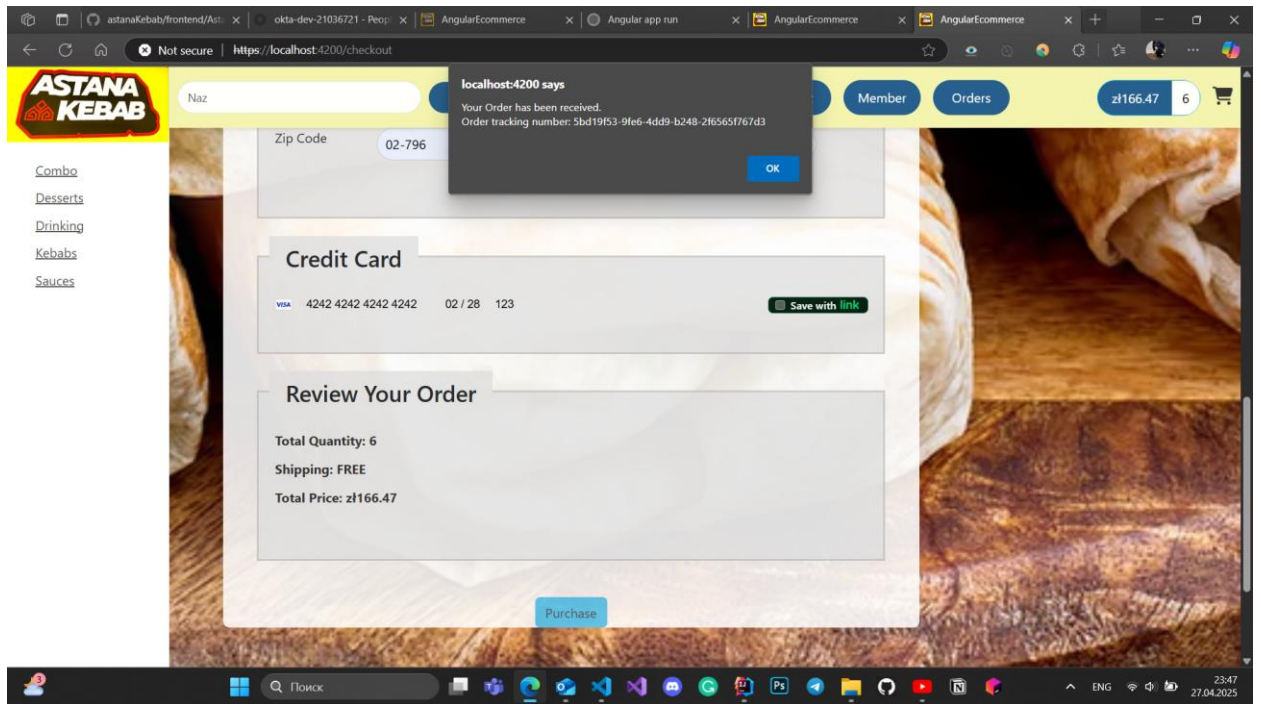 astanaKebab/frontend/Asta
okta-dev-21036721 - Peopl
AngularEcommerce
Angular app run
AngularEcommerce
AngularEcommerce
Not secure
https://localhost:4200/checkout
ASTANA
KEBAB
Naz
Member
Orders
zł166.47
6
localhost:4200 says
Your Order has been received.
Order tracking number: 5bd19f53-9fe6-4dd9-b248-2f6565f767d3
OK
Combo
Desserts
Drinking
Kebabs
Sauces
Zip Code
02-796
Credit Card
VISA 4242 4242 4242 4242 02 / 28 123
Save with link
Review Your Order
Total Quantity: 6
Shipping: FREE
Total Price: zł166.47
Purchase
3
Поиск
Ps
ENG
23:47
27.04.2025